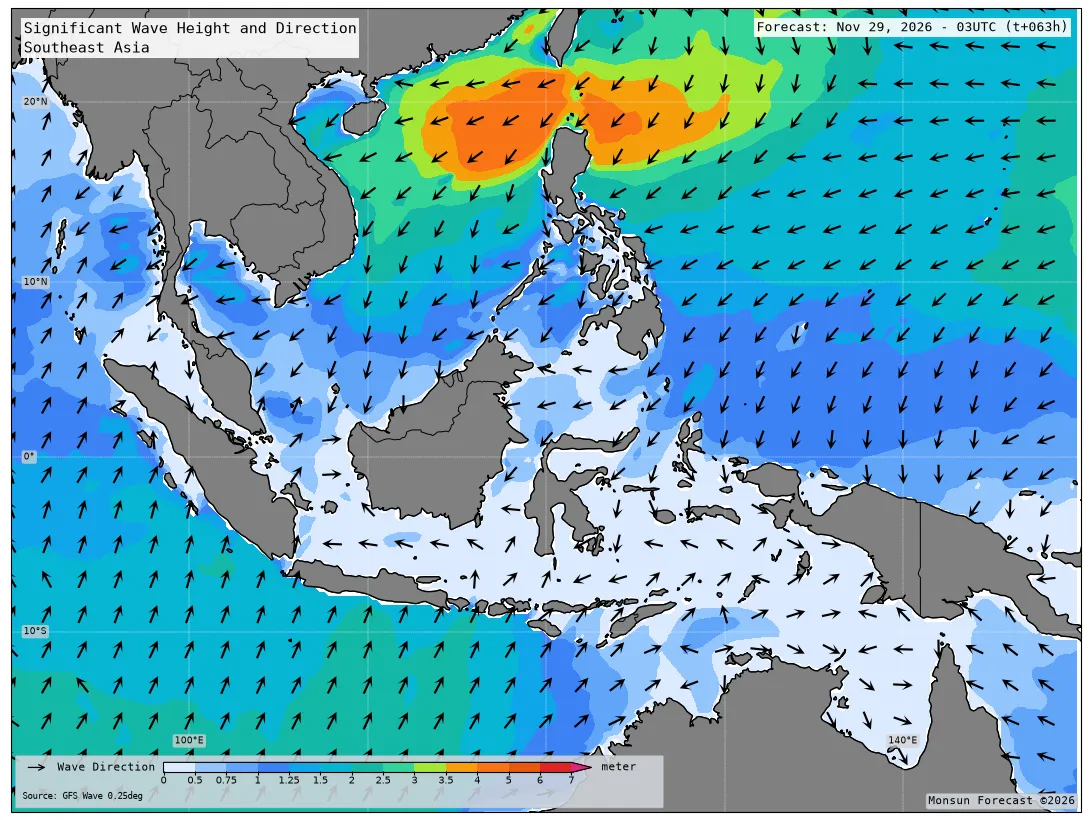 Significant Wave Height and Direction
Southeast Asia
Forecast: Nov 29, 2026 - 03UTC (t+063h)
20°N
10°N
0°
10°S
100°E
140°E
Wave Direction
0 0.5 0.75 1 1.25 1.5 2 2.5 3 3.5 4 5 6 7
meter
Source: GFS Wave 0.25deg
Monsun Forecast ©2026